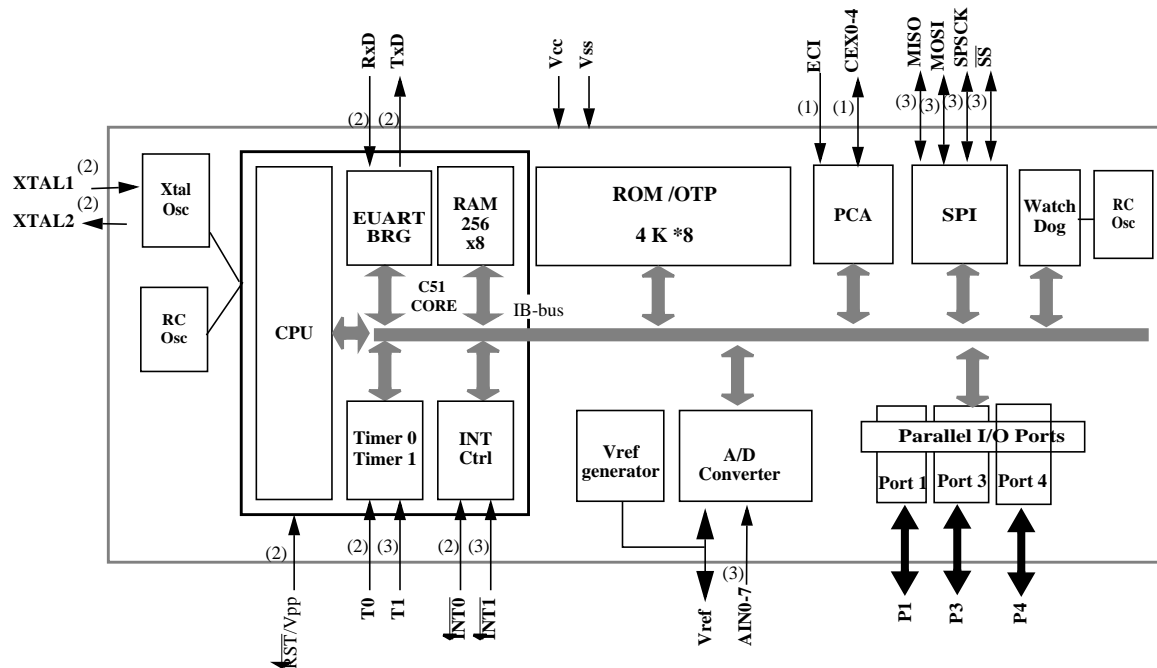 RxD
TxD
Vcc
Vss
ECI
CEX0-4
MISO
MOSI
SPSCK
SS
(2)
(2)
(1)
(1)
(3)
(3)
(3)
(3)
XTAL1
(2)
XTAL2
(2)
Xtal
Osc
RC
Osc
CPU
EUART
BRG
RAM
256
x8
C51
CORE
IB-bus
ROM /OTP
4 K *8
PCA
SPI
Watch
Dog
RC
Osc
Timer 0
Timer 1
INT
Ctrl
Vref
generator
A/D
Converter
Parallel I/O Ports
Port 1
Port 3
Port 4
(2)
(2)
(3)
(2)
(3)
(3)
RST/Vpp
T0
T1
INT0
INT1
Vref
AIN0-7
P1
P3
P4